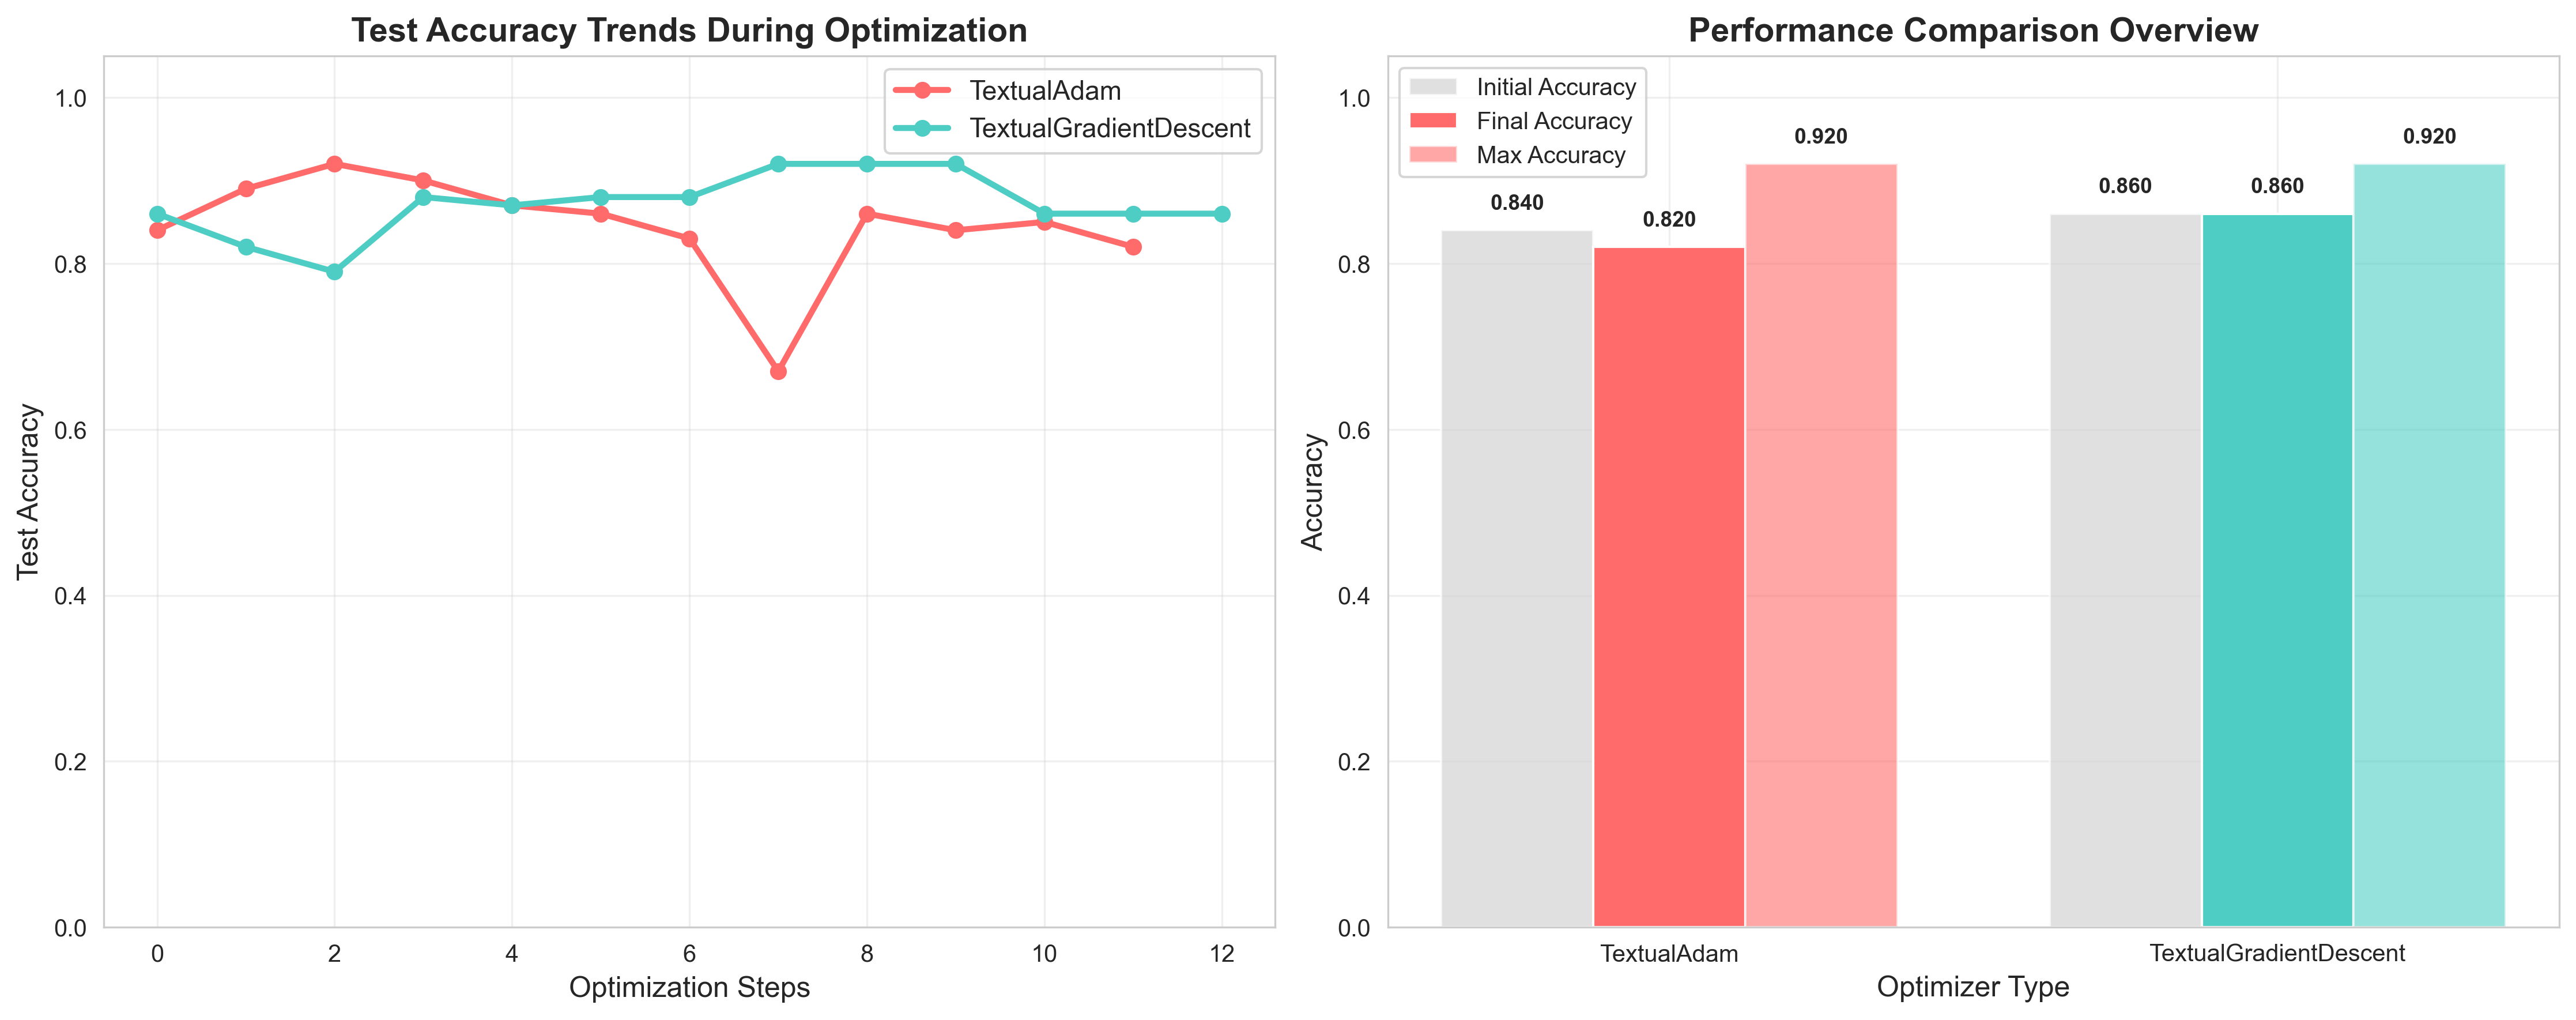 Test Accuracy Trends During Optimization
TextualAdam
TextualGradientDescent
1.0
0.8
0.6
0.4
0.2
0.0
Test Accuracy
0 2 4 6 8 10 12
Optimization Steps
Performance Comparison Overview
Initial Accuracy
Final Accuracy
Max Accuracy
0.840
0.820
0.920
0.860
0.860
0.920
1.0
0.8
0.6
0.4
0.2
0.0
Accuracy
TextualAdam TextualGradientDescent
Optimizer Type